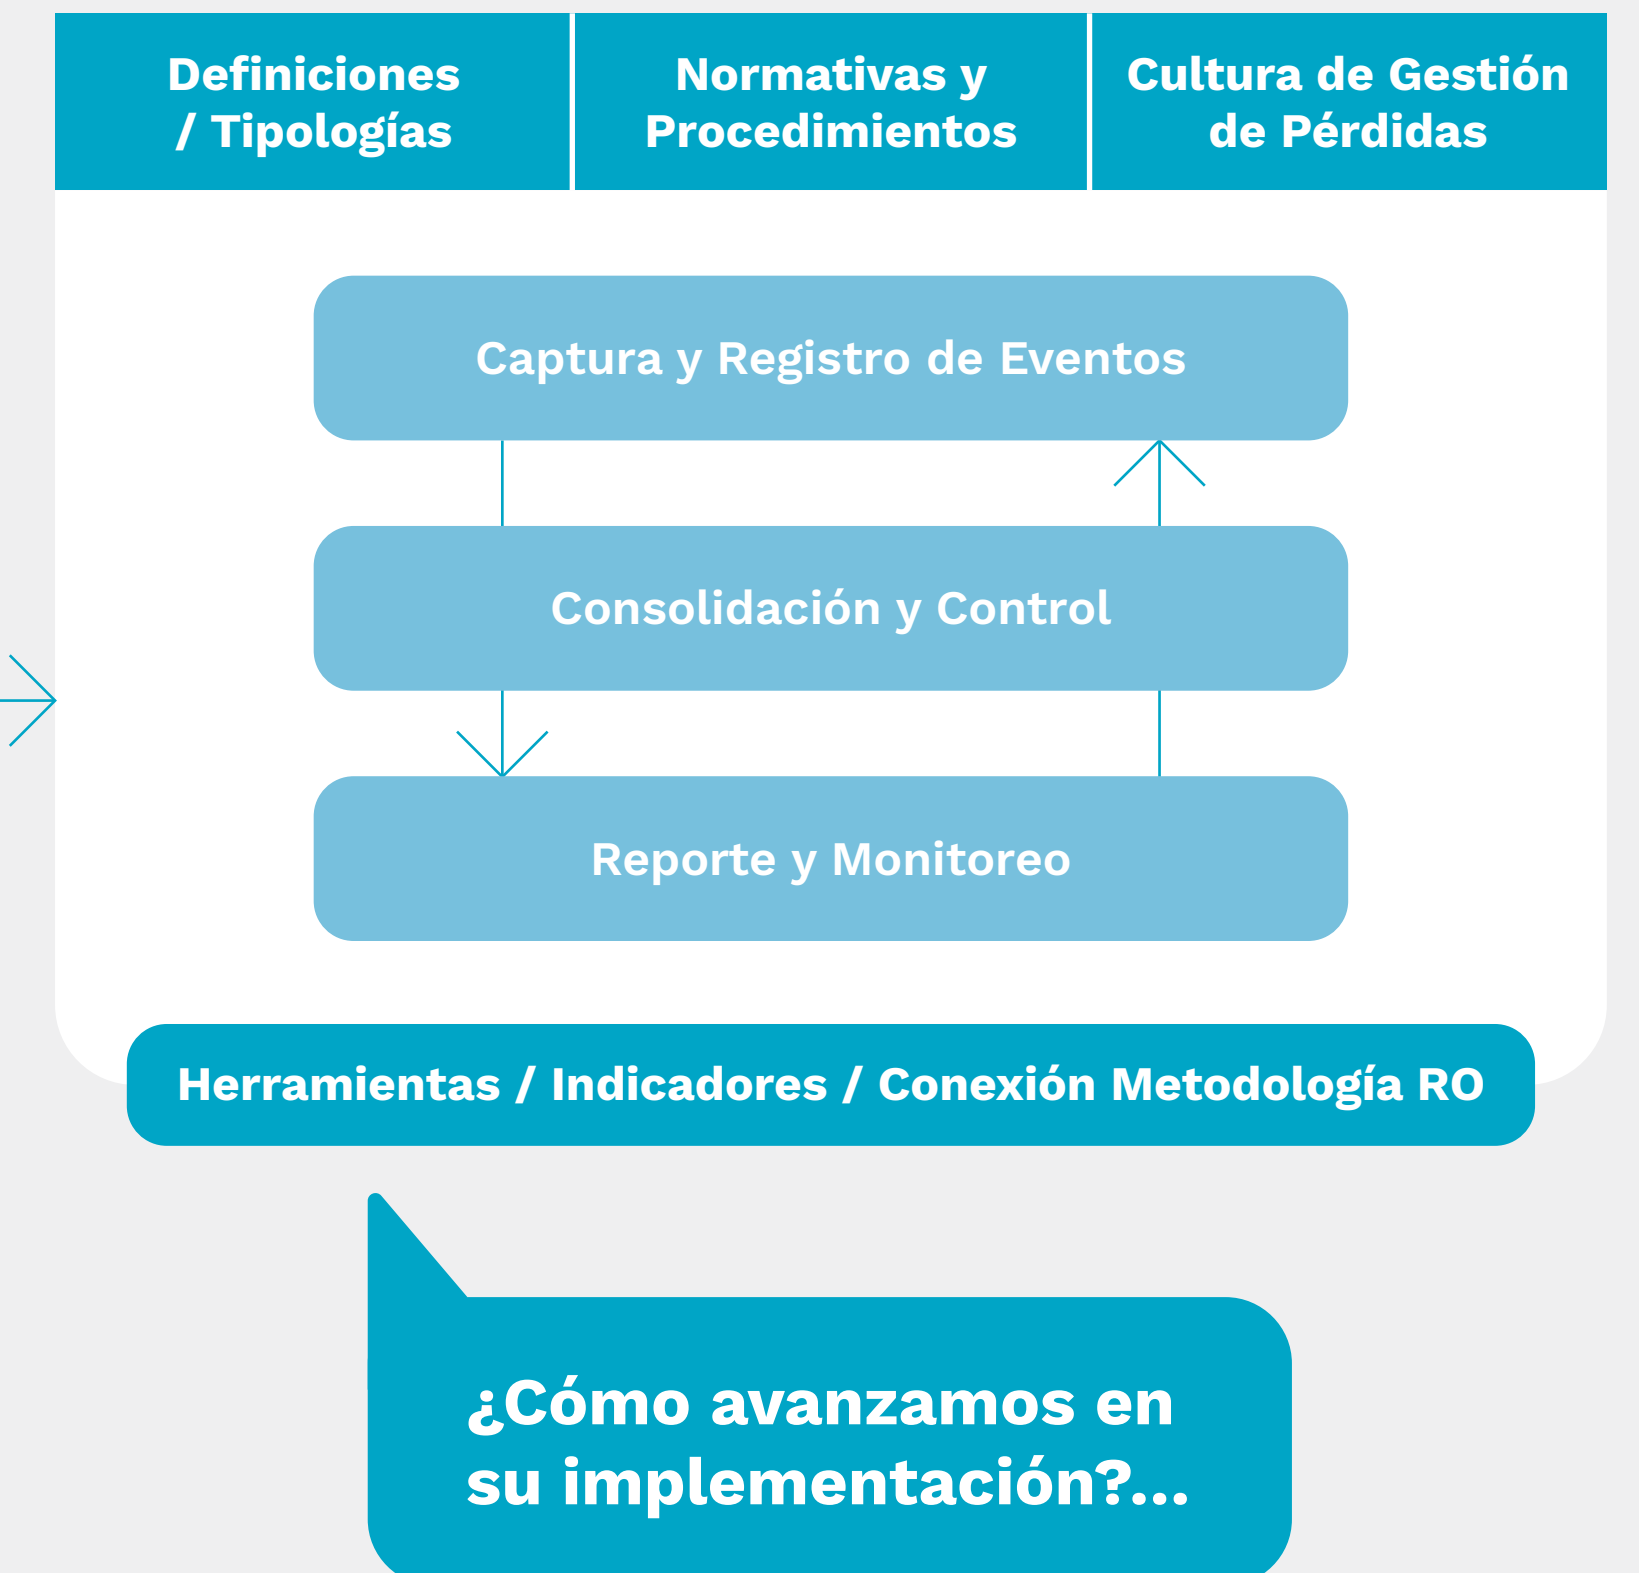 Definiciones
/ Tipologías
Normativas y
Procedimientos
Cultura de Gestión
de Pérdidas
Captura y Registro de Eventos
Consolidación y Control
Reporte y Monitoreo
Herramientas / Indicadores / Conexión Metodología RO
¿Cómo avanzamos en
su implementación?...